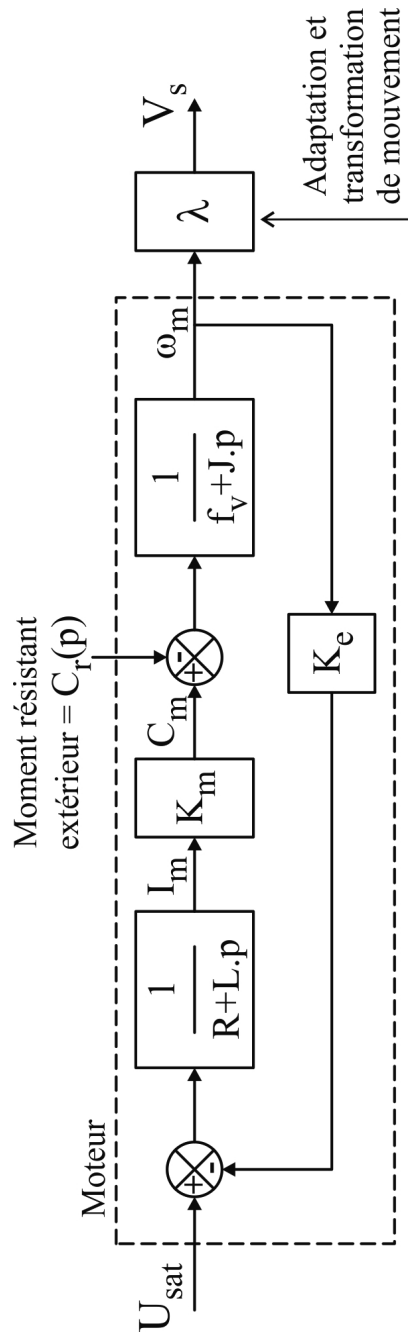 Moteur
Moment résistant
extérieur = C_r(p)
U_sat
+
-
1
R+L.p
I_m
K_m
C_m
+
-
1
f_v+J.p
ω_m
λ
V_s
K_e
Adaptation et
transformation
de mouvement